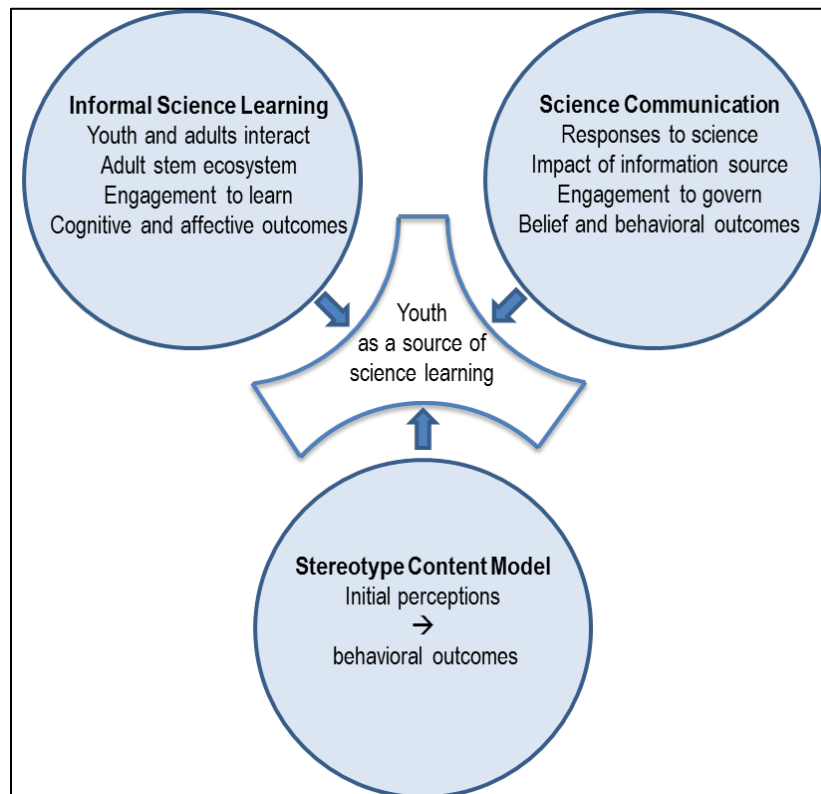 Informal Science Learning
Youth and adults interact
Adult stem ecosystem
Engagement to learn
Cognitive and affective outcomes
Science Communication
Responses to science
Impact of information source
Engagement to govern
Belief and behavioral outcomes
Youth
as a source of
science learning
Stereotype Content Model
Initial perceptions
→
behavioral outcomes